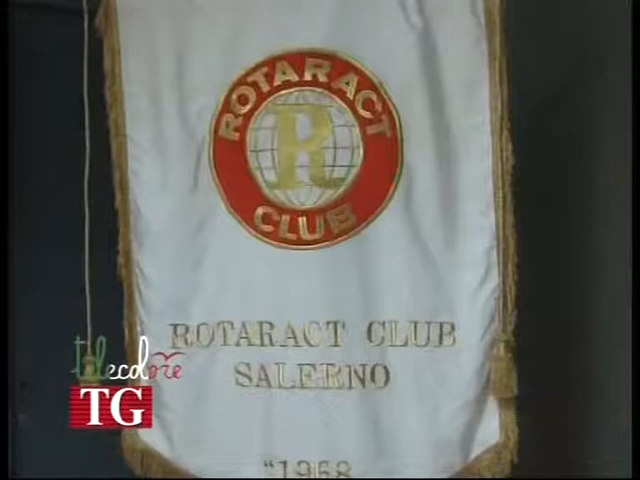 ROTARACT
R
CLUB
ROTARACT CLUB
SALERNO
"1968
telecolore
TG